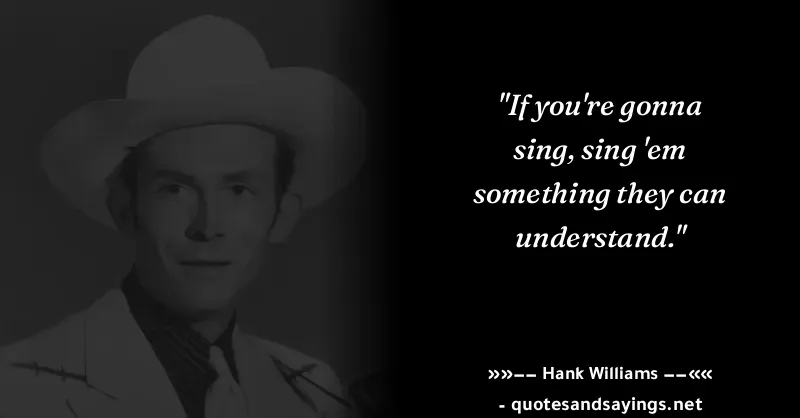 "If you're gonna
sing, sing 'em
something they can
understand."
»»–– Hank Williams ––««
- quotesandsayings.net